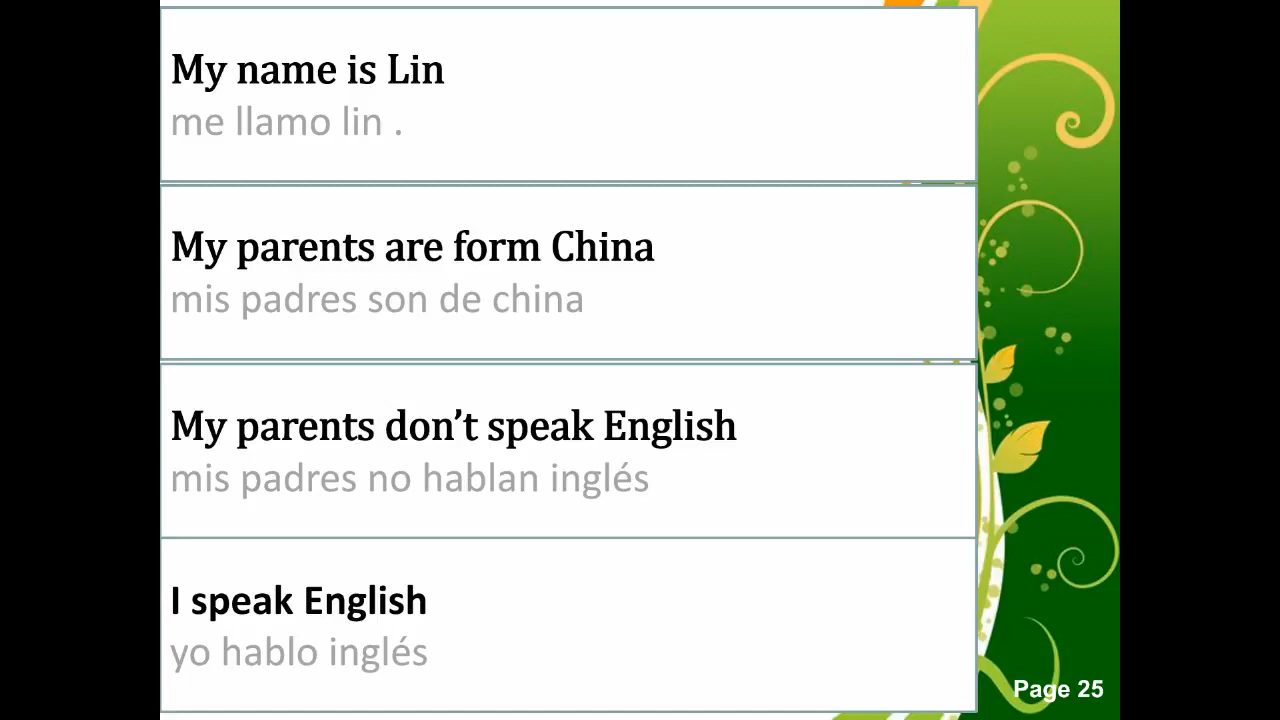 My name is Lin
me llamo lin .
My parents are form China
mis padres son de china
My parents don’t speak English
mis padres no hablan inglés
I speak English
yo hablo inglés
Page 25